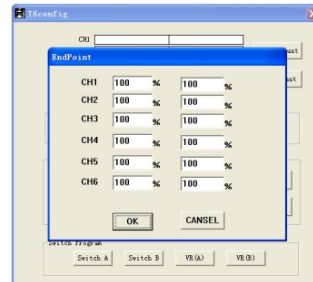 T6config
CH1
EndPoint
CH1 100 % 100 %
CH2 100 % 100 %
CH3 100 % 100 %
CH4 100 % 100 %
CH5 100 % 100 %
CH6 100 % 100 %
OK CANSEL
Switch Program
Switch A Switch B VR(A) VR(B)